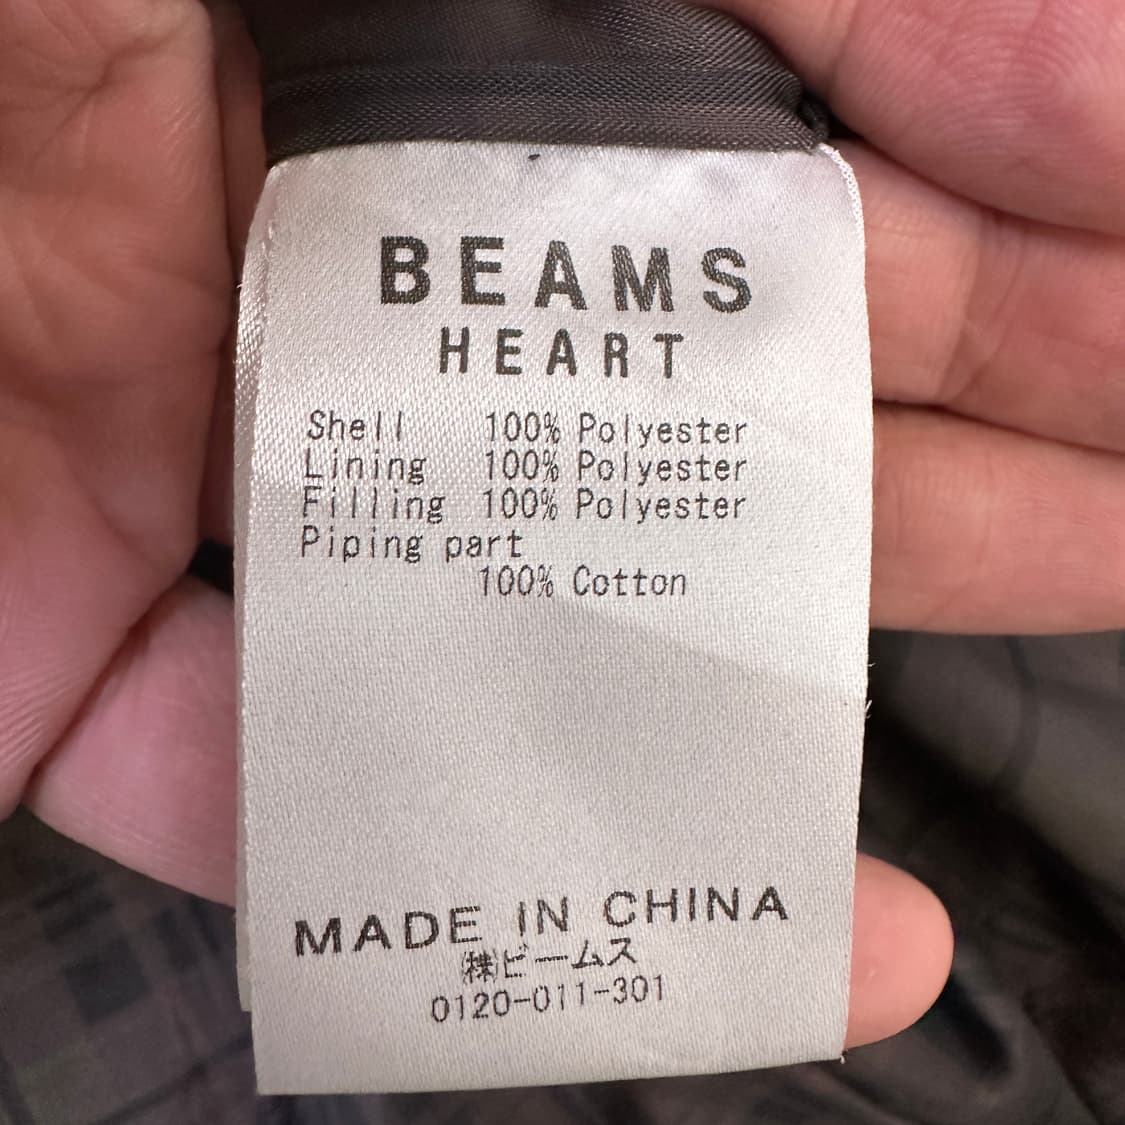 BEAMS
HEART
Shell 100% Polyester
Lining 100% Polyester
Filling 100% Polyester
Piping part
100% Cotton
MADE IN CHINA
㈱ビームス
0120-011-301